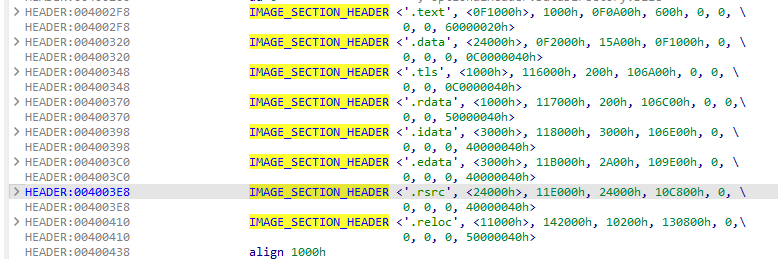 HEADER:004002F8 IMAGE_SECTION_HEADER <'.text', <0F1000h>, 1000h, 0F0A00h, 600h, 0, 0, \
HEADER:004002F8 0, 0, 60000020h>
HEADER:00400320 IMAGE_SECTION_HEADER <'.data', <24000h>, 0F2000h, 15A00h, 0F1000h, 0, \
HEADER:00400320 0, 0, 0, 0C0000040h>
HEADER:00400348 IMAGE_SECTION_HEADER <'.tls', <1000h>, 116000h, 200h, 106A00h, 0, 0, \
HEADER:00400348 0, 0, 0C0000040h>
HEADER:00400370 IMAGE_SECTION_HEADER <'.rdata', <1000h>, 117000h, 200h, 106C00h, 0, 0,\
HEADER:00400370 0, 0, 50000040h>
HEADER:00400398 IMAGE_SECTION_HEADER <'.idata', <3000h>, 118000h, 3000h, 106E00h, 0, \
HEADER:00400398 0, 0, 0, 40000040h>
HEADER:004003C0 IMAGE_SECTION_HEADER <'.edata', <3000h>, 11B000h, 2A00h, 109E00h, 0, \
HEADER:004003C0 0, 0, 0, 40000040h>
HEADER:004003E8 IMAGE_SECTION_HEADER <'.rsrc', <24000h>, 11E000h, 24000h, 10C800h, 0, \
HEADER:004003E8 0, 0, 0, 40000040h>
HEADER:00400410 IMAGE_SECTION_HEADER <'.reloc', <11000h>, 142000h, 10200h, 130800h, 0,\
HEADER:00400410 0, 0, 0, 50000040h>
HEADER:00400438 align 1000h